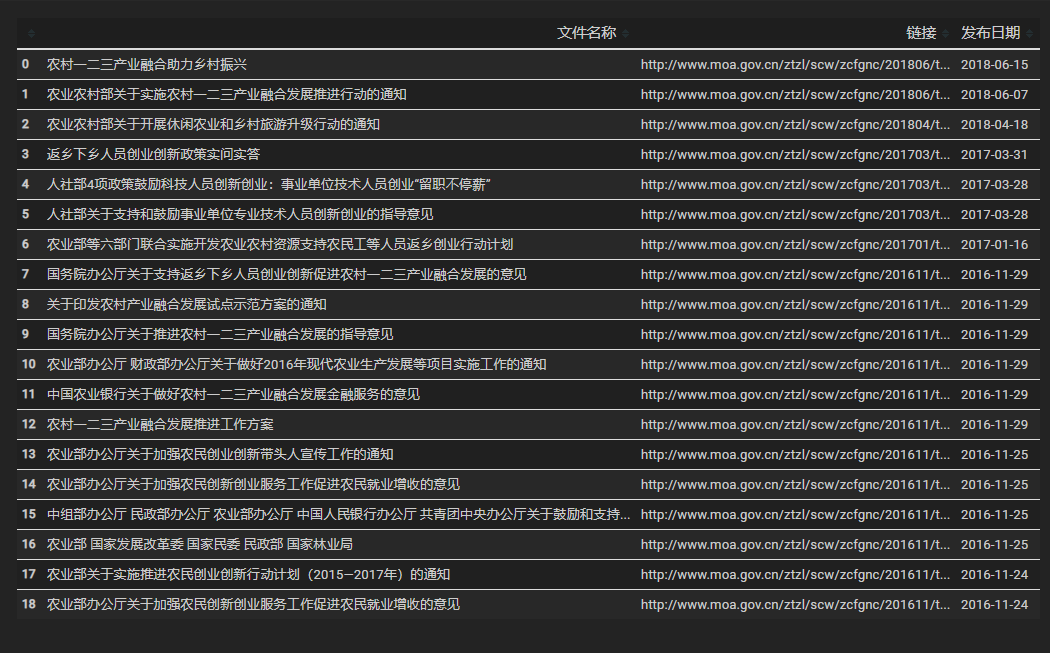 文件名称 链接 发布日期
0 农村一二三产业融合助力乡村振兴 http://www.moa.gov.cn/ztzl/scw/zcfgnc/201806/t... 2018-06-15
1 农业农村部关于实施农村一二三产业融合发展推进行动的通知 http://www.moa.gov.cn/ztzl/scw/zcfgnc/201806/t... 2018-06-07
2 农业农村部关于开展休闲农业和乡村旅游升级行动的通知 http://www.moa.gov.cn/ztzl/scw/zcfgnc/201804/t... 2018-04-18
3 返乡下乡人员创业创新政策实问实答 http://www.moa.gov.cn/ztzl/scw/zcfgnc/201703/t... 2017-03-31
4 人社部4项政策鼓励科技人员创新创业：事业单位技术人员创业“留职不停薪” http://www.moa.gov.cn/ztzl/scw/zcfgnc/201703/t... 2017-03-28
5 人社部关于支持和鼓励事业单位专业技术人员创新创业的指导意见 http://www.moa.gov.cn/ztzl/scw/zcfgnc/201703/t... 2017-03-28
6 农业部等六部门联合实施开发农业农村资源支持农民工等人员返乡创业行动计划 http://www.moa.gov.cn/ztzl/scw/zcfgnc/201701/t... 2017-01-16
7 国务院办公厅关于支持返乡下乡人员创业创新促进农村一二三产业融合发展的意见 http://www.moa.gov.cn/ztzl/scw/zcfgnc/201611/t... 2016-11-29
8 关于印发农村产业融合发展试点示范方案的通知 http://www.moa.gov.cn/ztzl/scw/zcfgnc/201611/t... 2016-11-29
9 国务院办公厅关于推进农村一二三产业融合发展的指导意见 http://www.moa.gov.cn/ztzl/scw/zcfgnc/201611/t... 2016-11-29
10 农业部办公厅 财政部办公厅关于做好2016年现代农业生产发展等项目实施工作的通知 http://www.moa.gov.cn/ztzl/scw/zcfgnc/201611/t... 2016-11-29
11 中国农业银行关于做好农村一二三产业融合发展金融服务的意见 http://www.moa.gov.cn/ztzl/scw/zcfgnc/201611/t... 2016-11-29
12 农村一二三产业融合发展推进工作方案 http://www.moa.gov.cn/ztzl/scw/zcfgnc/201611/t... 2016-11-29
13 农业部办公厅关于加强农民创业创新带头人宣传工作的通知 http://www.moa.gov.cn/ztzl/scw/zcfgnc/201611/t... 2016-11-25
14 农业部办公厅关于加强农民创新创业服务工作促进农民就业增收的意见 http://www.moa.gov.cn/ztzl/scw/zcfgnc/201611/t... 2016-11-25
15 中组部办公厅 民政部办公厅 农业部办公厅 中国人民银行办公厅 共青团中央办公厅关于鼓励和支持... http://www.moa.gov.cn/ztzl/scw/zcfgnc/201611/t... 2016-11-25
16 农业部 国家发展改革委 国家民委 民政部 国家林业局 http://www.moa.gov.cn/ztzl/scw/zcfgnc/201611/t... 2016-11-25
17 农业部关于实施推进农民创业创新行动计划（2015—2017年）的通知 http://www.moa.gov.cn/ztzl/scw/zcfgnc/201611/t... 2016-11-24
18 农业部办公厅关于加强农民创新创业服务工作促进农民就业增收的意见 http://www.moa.gov.cn/ztzl/scw/zcfgnc/201611/t... 2016-11-24